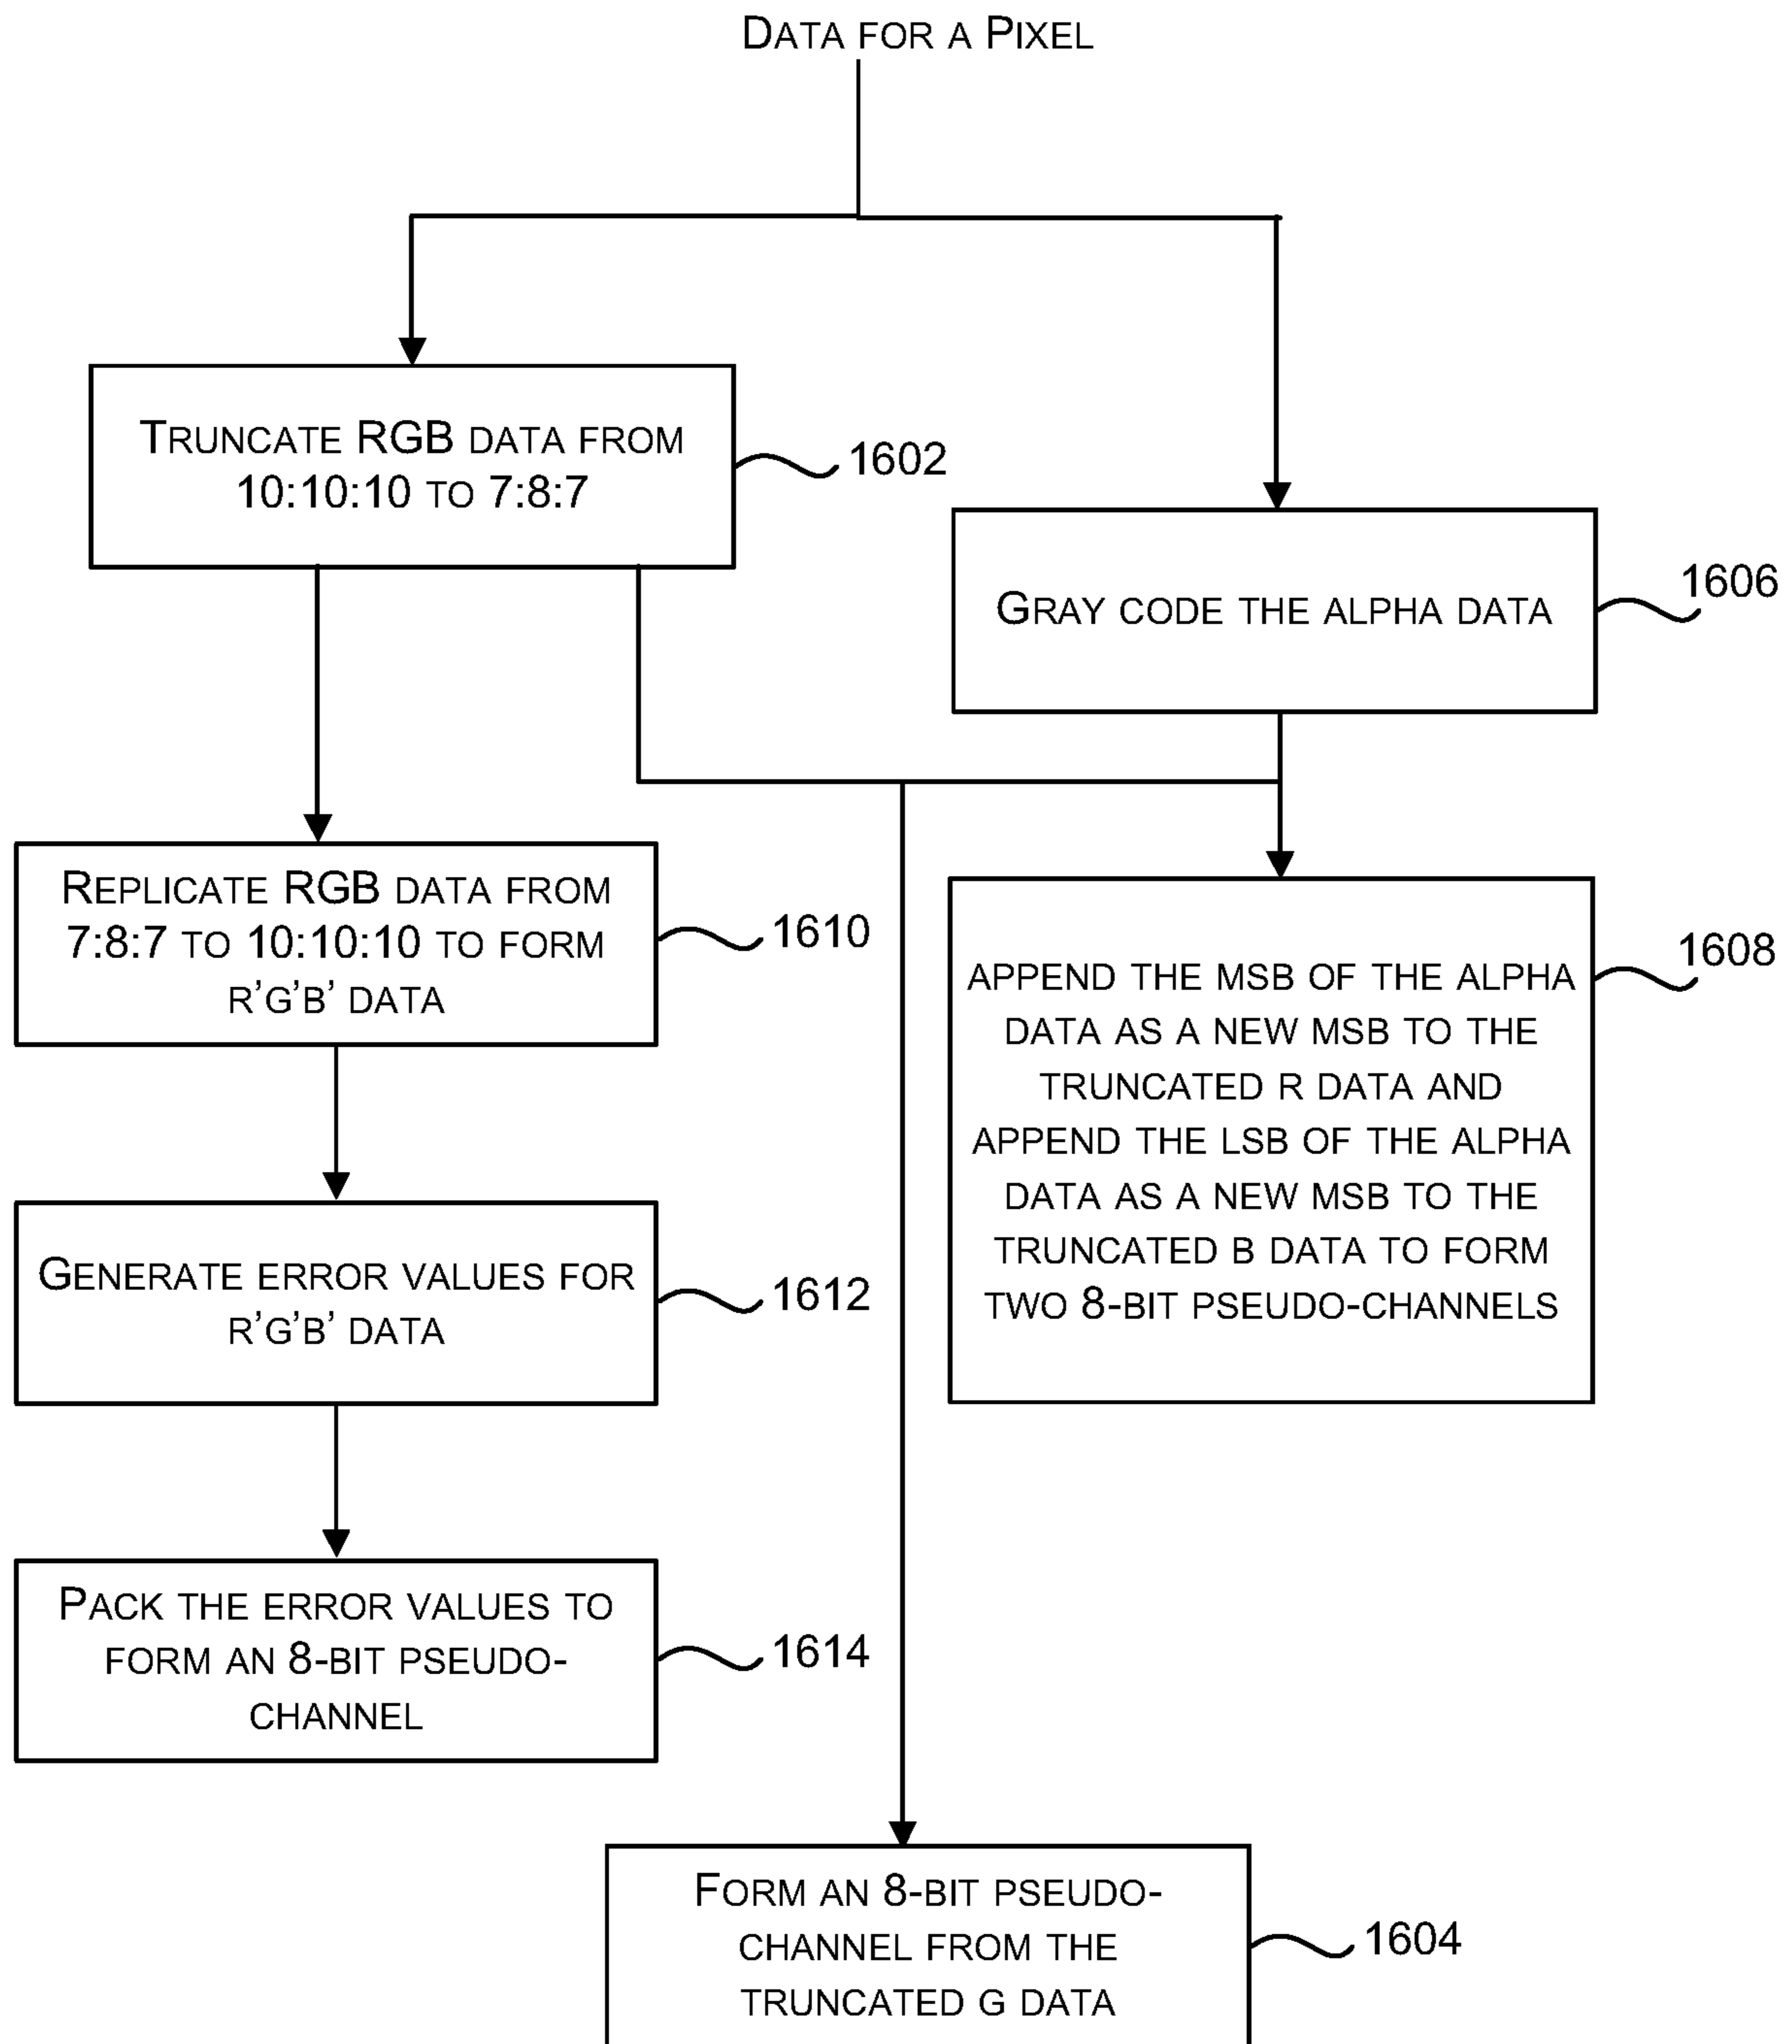 DATA FOR A PIXEL
TRUNCATE RGB DATA FROM
10:10:10 TO 7:8:7
1602
GRAY CODE THE ALPHA DATA
1606
REPLICATE RGB DATA FROM
7:8:7 TO 10:10:10 TO FORM
R'G'B' DATA
1610
APPEND THE MSB OF THE ALPHA
DATA AS A NEW MSB TO THE
TRUNCATED R DATA AND
APPEND THE LSB OF THE ALPHA
DATA AS A NEW MSB TO THE
TRUNCATED B DATA TO FORM
TWO 8-BIT PSEUDO-CHANNELS
1608
GENERATE ERROR VALUES FOR
R'G'B' DATA
1612
PACK THE ERROR VALUES TO
FORM AN 8-BIT PSEUDO-
CHANNEL
1614
FORM AN 8-BIT PSEUDO-
CHANNEL FROM THE
TRUNCATED G DATA
1604